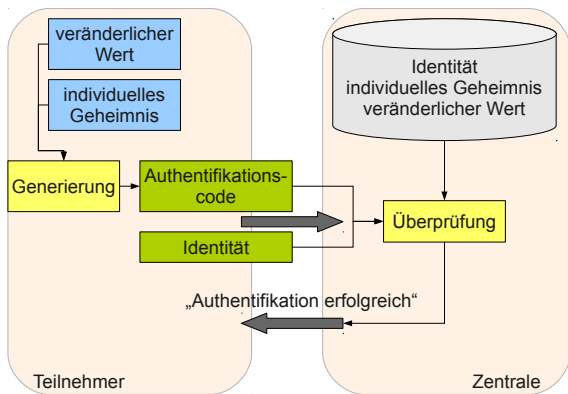 veränderlicher
Wert
individuelles
Geheimnis
Generierung
Authentifikations-
code
Identität
Identität
individuelles Geheimnis
veränderlicher Wert
Überprüfung
„Authentifikation erfolgreich“
Teilnehmer
Zentrale